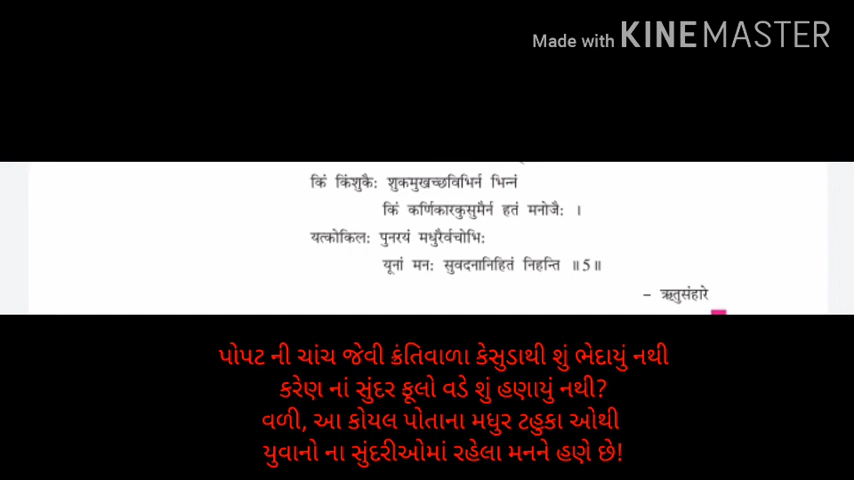 Made with KINEMASTER
किं किंशुकैः शुकमुखच्छविभिर्न भिन्नं
किं कर्णिकारकुसुमैर्न हतं मनोजैः ।
यत्कोकिलः पुनरयं मधुरैर्वचोभिः
यूनां मनः सुवदनानिहितं निहन्ति ॥5॥
– ऋतुसंहारे
પોપટ ની ચાંચ જેવી ક્રંતિવાળા કેસુડાથી શું ભેદાયું નથી
કરેણ નાં સુંદર ફૂલો વડે શું હણાયું નથી?
વળી, આ કોયલ પોતાના મધુર ટહુકા ઓથી
યુવાનો ના સુંદરીઓમાં રહેલા મનને હણે છે!